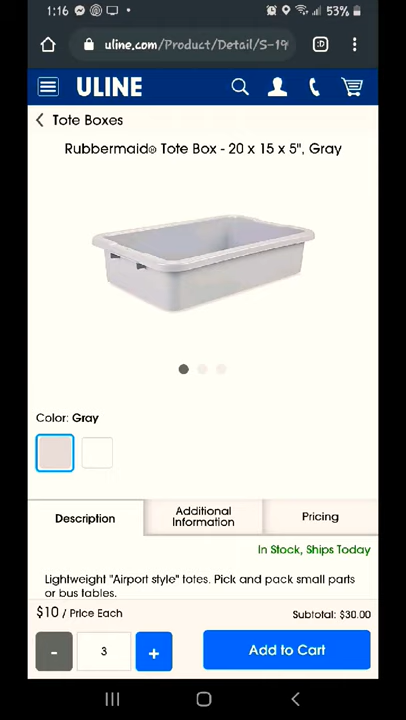 1:16
53%
uline.com/Product/Detail/S-19
:D
ULINE
Tote Boxes
Rubbermaid® Tote Box - 20 x 15 x 5", Gray
Color: Gray
Description
Additional
Information
Pricing
In Stock, Ships Today
Lightweight "Airport style" totes. Pick and pack small parts
or bus tables.
$10 / Price Each
Subtotal: $30.00
-
3
+
Add to Cart